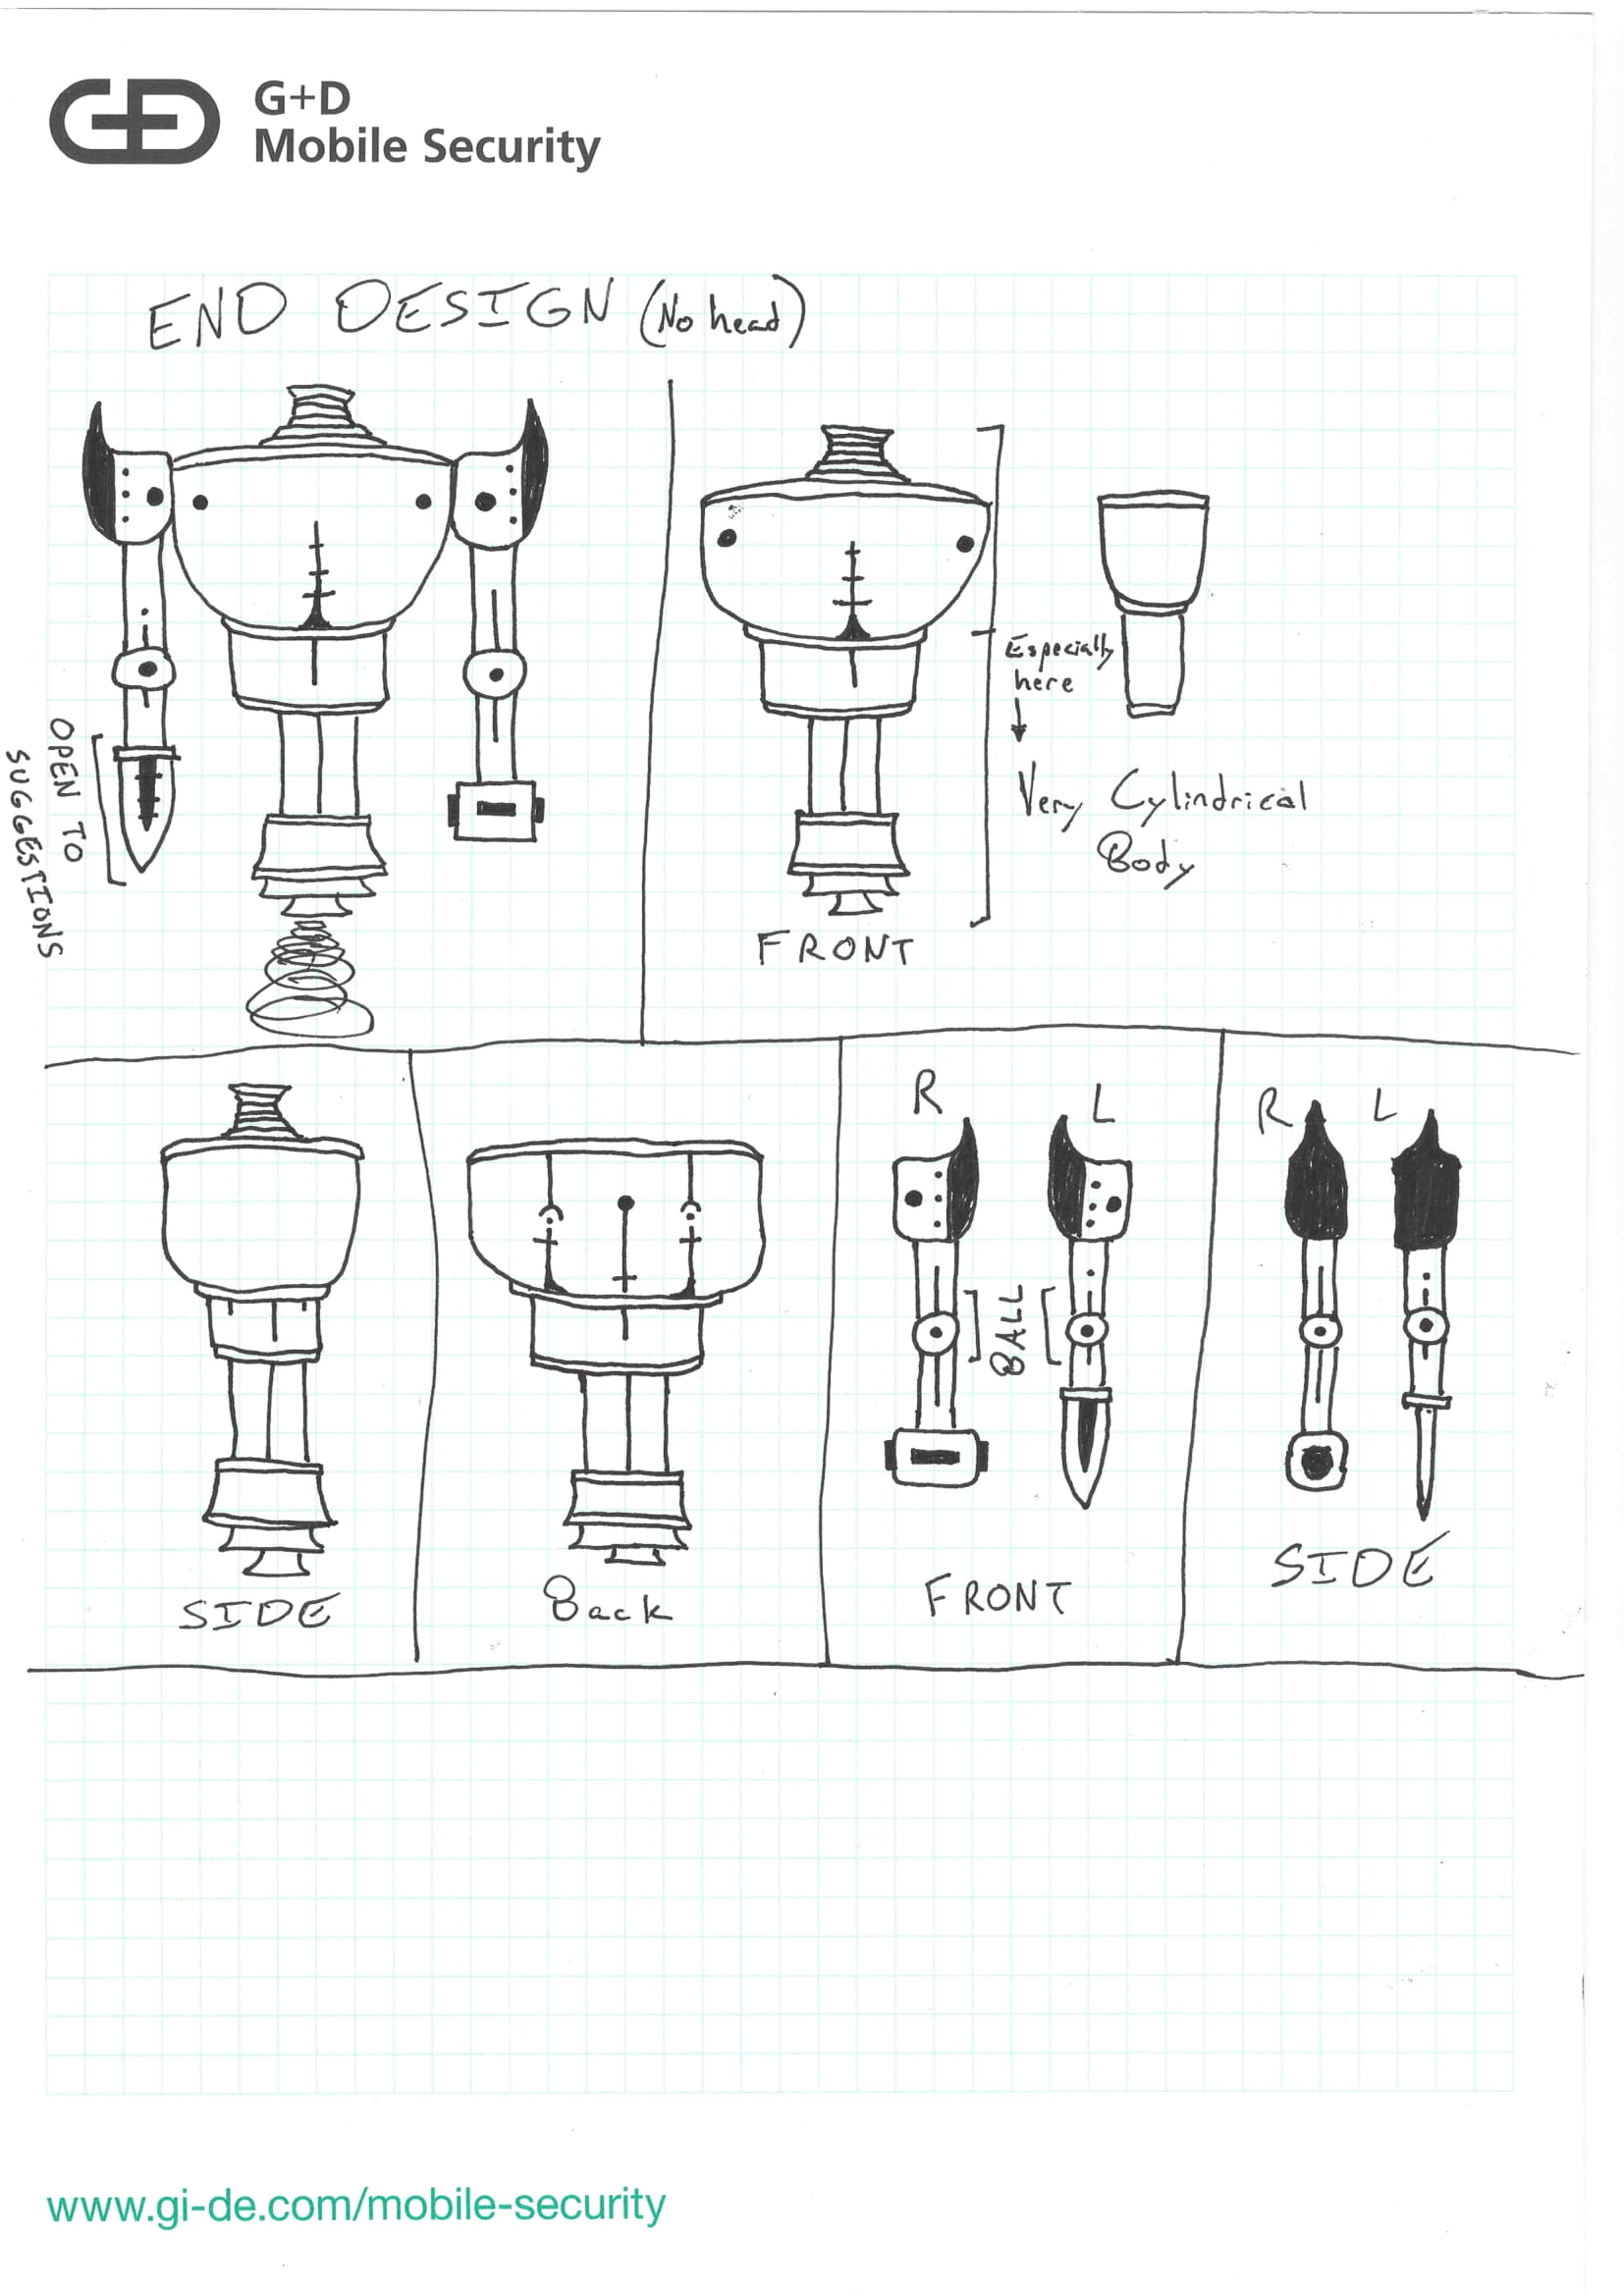 G+D
Mobile Security
END DESIGN (No head)
OPEN TO
SUGGESTIONS
Especially
here
Very Cylindrical
Body
FRONT
SIDE
Back
R
L
BALL
FRONT
R
L
SIDE
www.gi-de.com/mobile-security